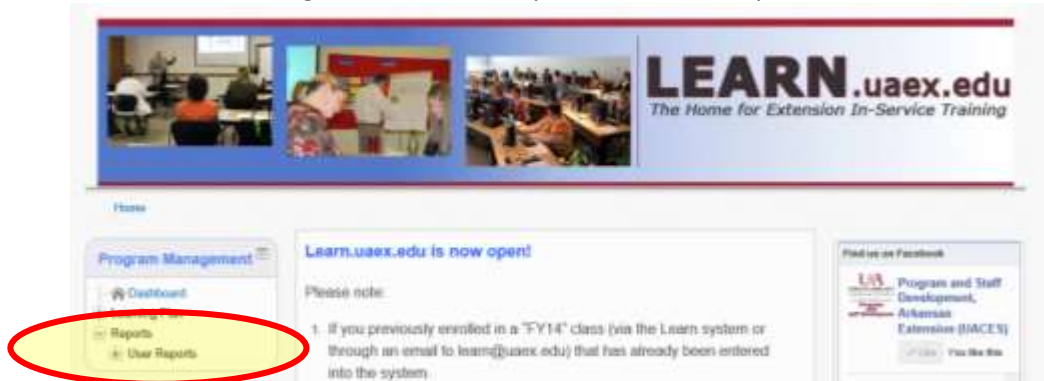 LEARN.uaex.edu
The Home for Extension In-Service Training
Home
Program Management
Dashboard
Learning Plan
Reports
User Reports
Learn.uaex.edu is now open!
Please note:
1. If you previously enrolled in a "FY14" class (via the Learn system or
through an email to learn@uaex.edu) that has already been entered
into the system
Find us on Facebook
Program and Staff
Development,
Arkansas
Extension (UACES)
Like You like this